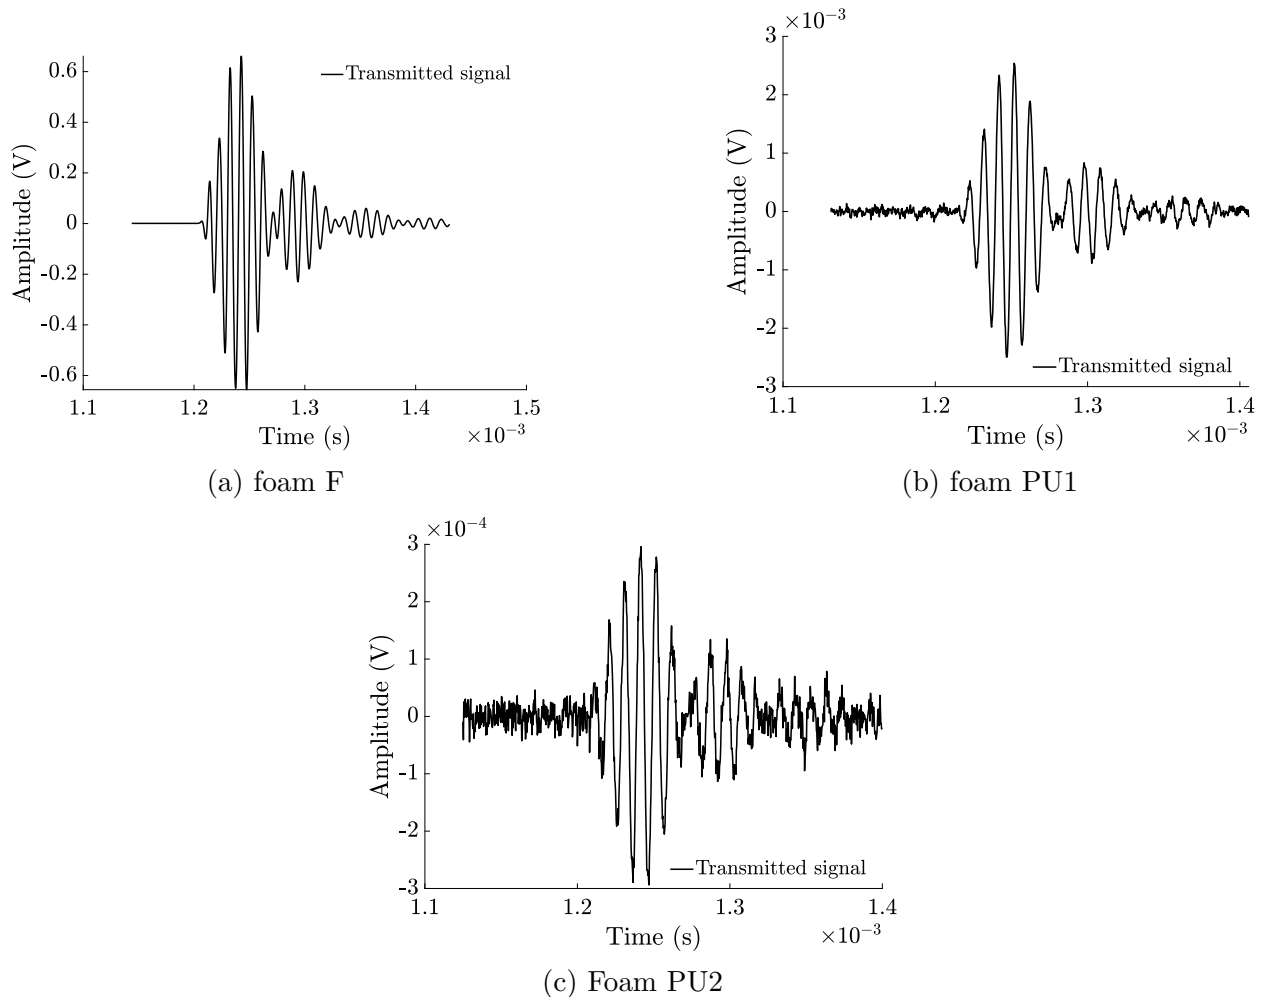 0.6
0.4
0.2
0
-0.2
-0.4
-0.6
Amplitude (V)
Transmitted signal
1.1 1.2 1.3 1.4 1.5
Time (s)
×10⁻³
(a) foam F
×10⁻³
3
2
1
0
-1
-2
-3
Amplitude (V)
Transmitted signal
1.1 1.2 1.3 1.4
Time (s)
×10⁻³
(b) foam PU1
×10⁻⁴
3
2
1
0
-1
-2
-3
Amplitude (V)
Transmitted signal
1.1 1.2 1.3 1.4
Time (s)
×10⁻³
(c) Foam PU2